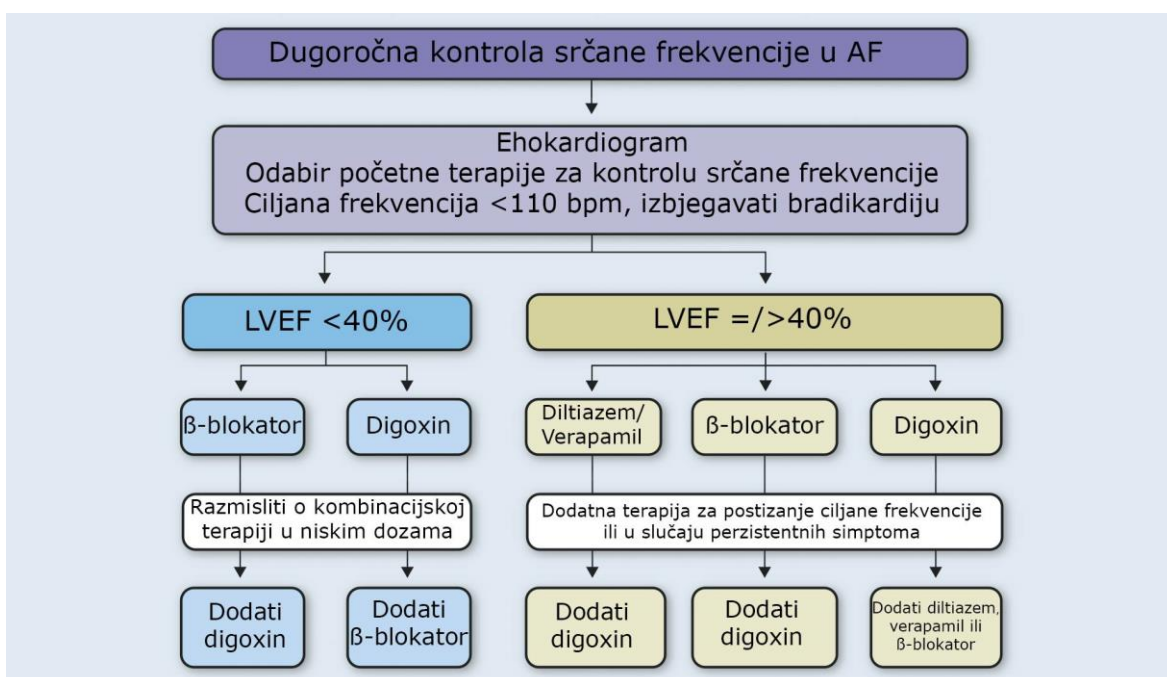 Dugoročna kontrola srčane frekvencije u AF
Ehokardiogram
Odabir početne terapije za kontrolu srčane frekvencije
Ciljana frekvencija <110 bpm, izbjegavati bradikardiju
LVEF <40%
LVEF =/>40%
ß-blokator
Digoxin
Diltiazem/
Verapamil
ß-blokator
Digoxin
Razmisliti o kombinacijskoj
terapiji u niskim dozama
Dodatna terapija za postizanje ciljane frekvencije
ili u slučaju perzistentnih simptoma
Dodati
digoxin
Dodati
ß-blokator
Dodati
digoxin
Dodati
digoxin
Dodati diltiazem,
verapamil ili
ß-blokator